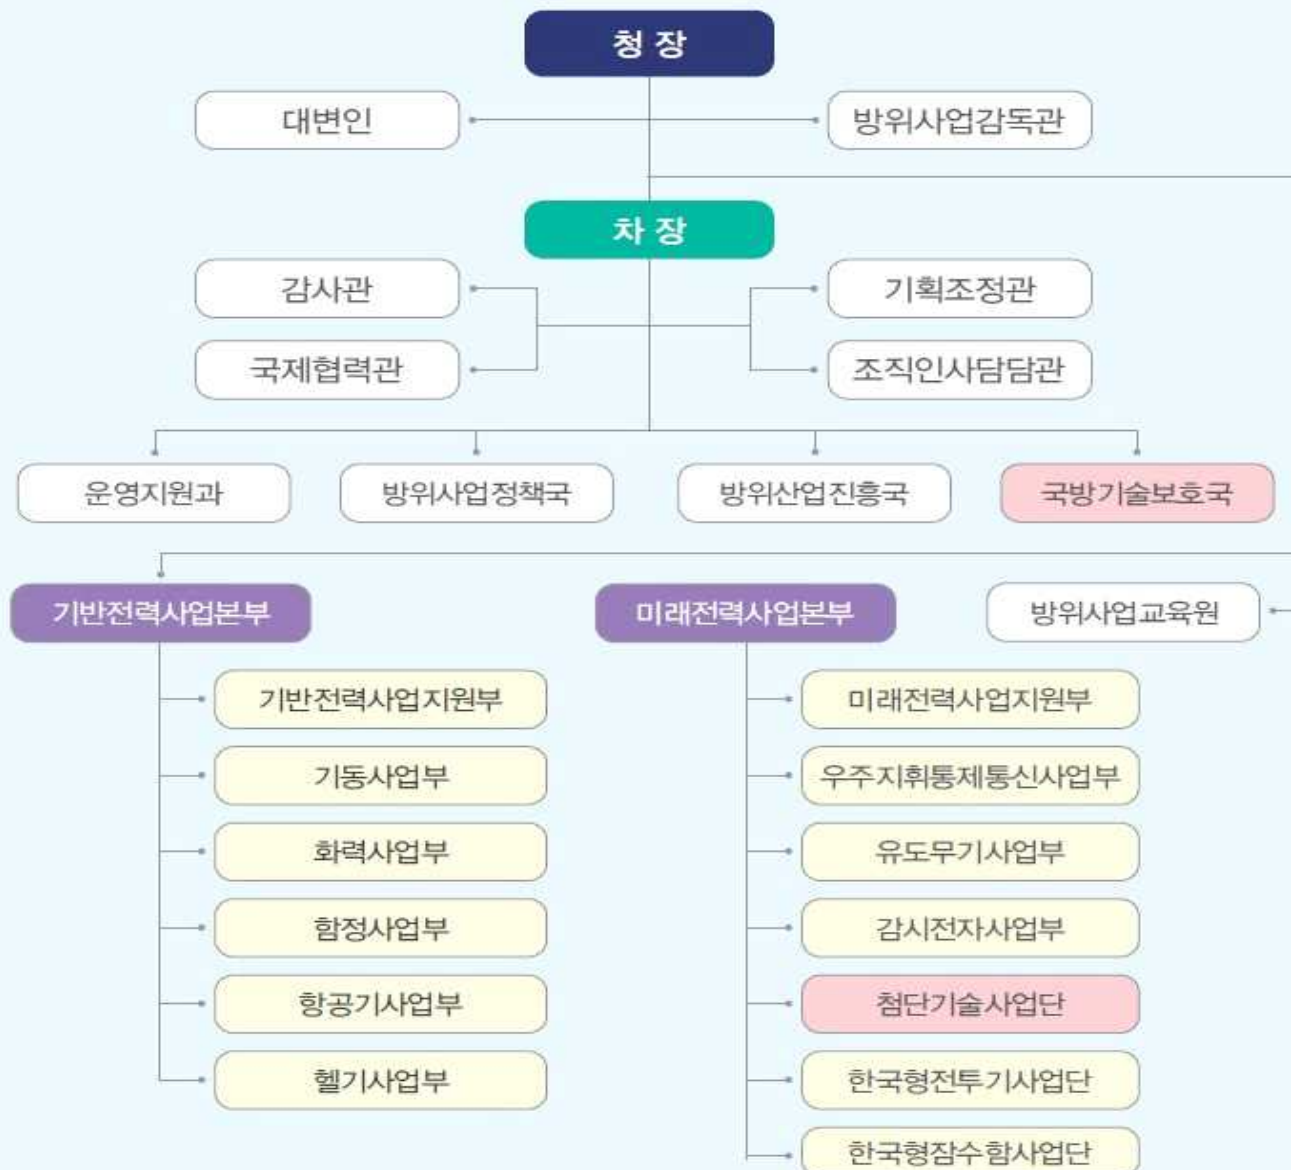 청 장
대변인
방위사업감독관
차 장
감사관
기획조정관
국제협력관
조직인사담담관
운영지원과
방위사업정책국
방위산업진흥국
국방기술보호국
기반전력사업본부
미래전력사업본부
방위사업교육원
기반전력사업지원부
미래전력사업지원부
기동사업부
우주지휘통제통신사업부
화력사업부
유도무기사업부
함정사업부
감시전자사업부
항공기사업부
첨단기술사업단
헬기사업부
한국형전투기사업단
한국형잠수함사업단